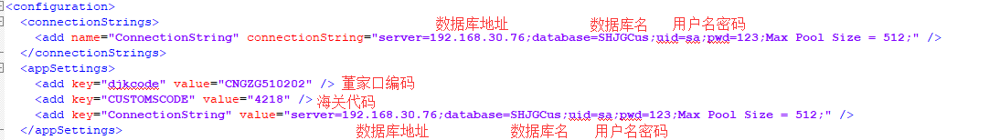 <configuration>
<connectionStrings> 数据库地址 数据库名 用户名密码
<add name="ConnectionString" connectionString="server=192.168.30.76;database=SHJGCus;uid=sa;pwd=123;Max Pool Size = 512;" />
</connectionStrings>
<appSettings>
<add key="djkcode" value="CNGZG510202" /> 董家口编码
<add key="CUSTOMSCODE" value="4218" /> 海关代码
<add key="ConnectionString" value="server=192.168.30.76;database=SHJGCus;uid=sa;pwd=123;Max Pool Size = 512;" />
</appSettings> 数据库地址 数据库名 用户名密码